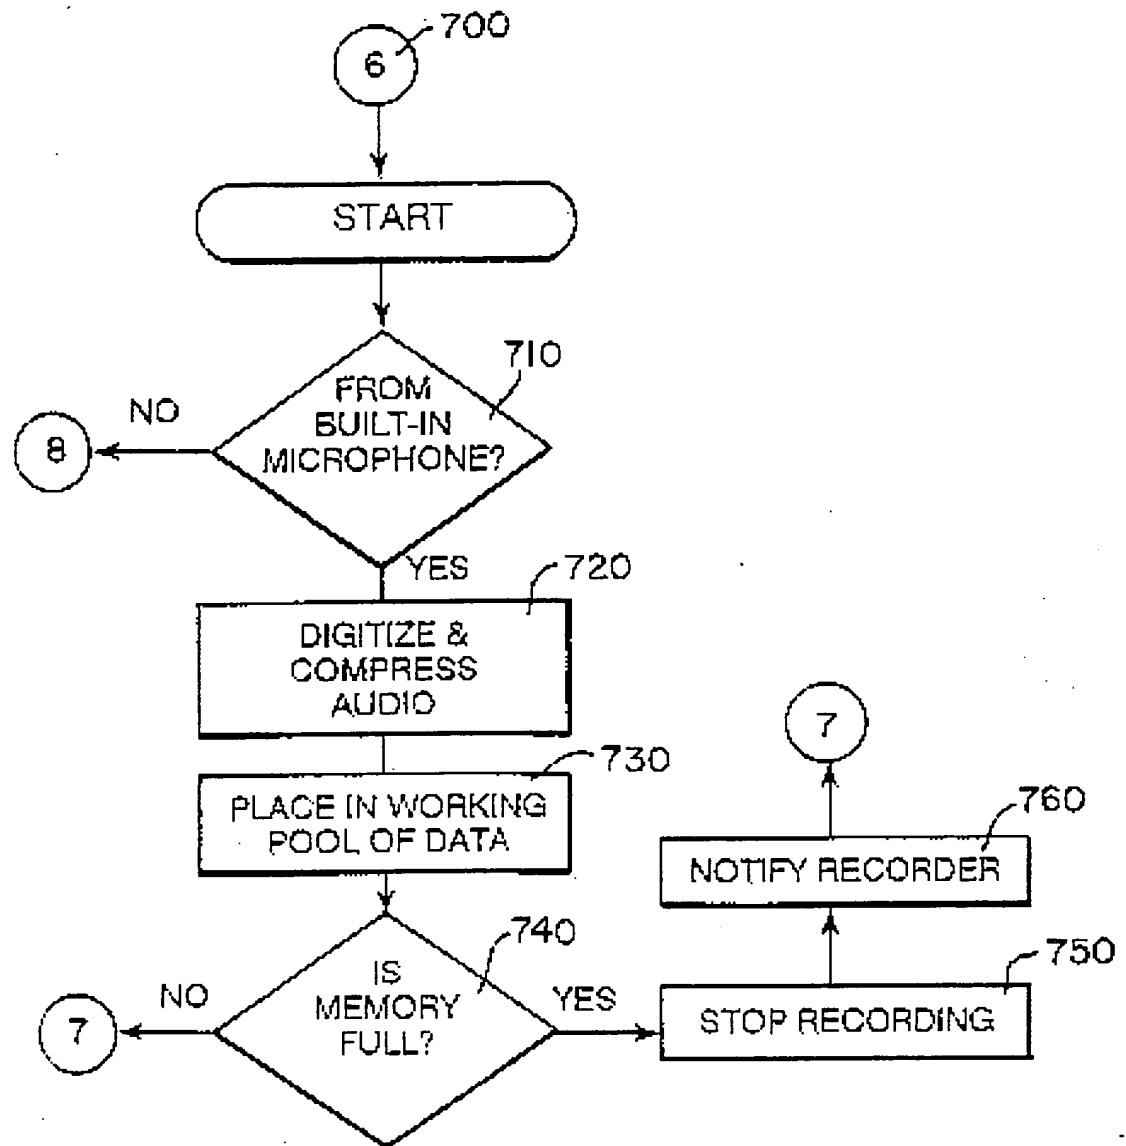 700
6
START
710
FROM
BUILT-IN
MICROPHONE?
NO
8
YES
720
DIGITIZE &
COMPRESS
AUDIO
730
PLACE IN WORKING
POOL OF DATA
740
IS
MEMORY
FULL?
NO
7
YES
750
STOP RECORDING
760
NOTIFY RECORDER
7